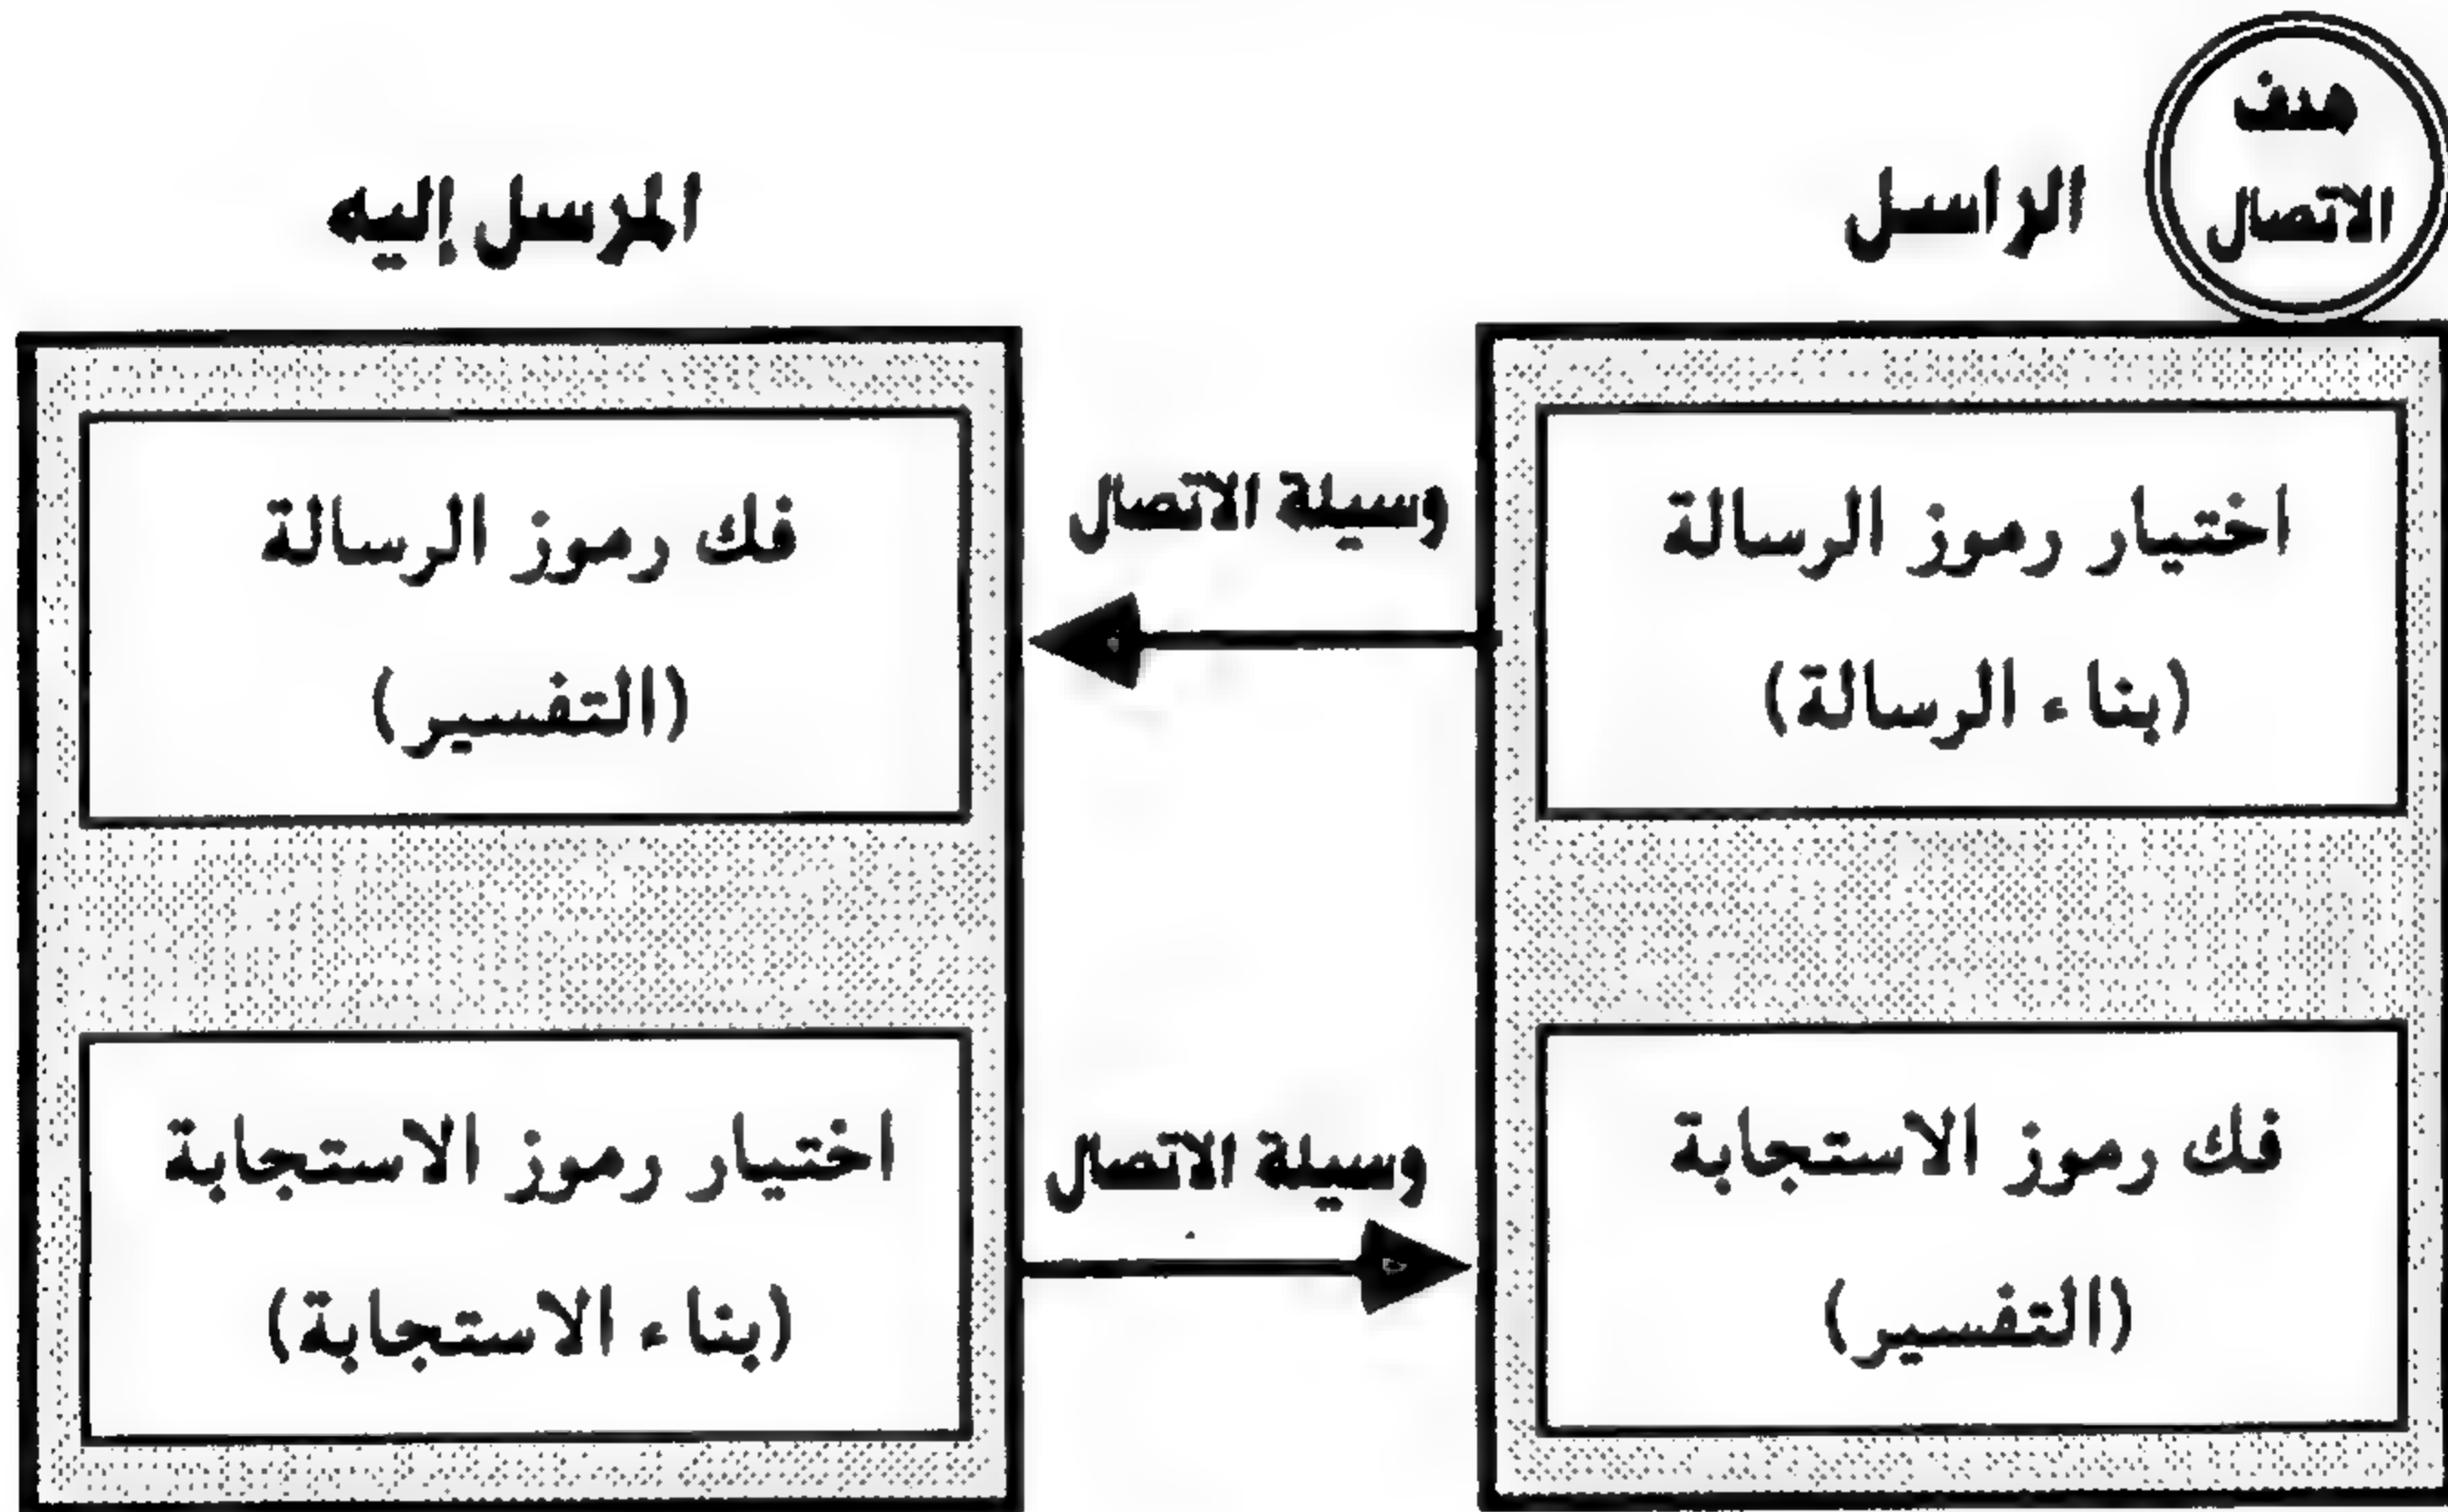 هدف
الاتصال
الراسل
المرسل إليه
اختيار رموز الرسالة
(بناء الرسالة)
وسيلة الاتصال
فك رموز الرسالة
(التفسير)
فك رموز الاستجابة
(التفسير)
وسيلة الاتصال
اختيار رموز الاستجابة
(بناء الاستجابة)